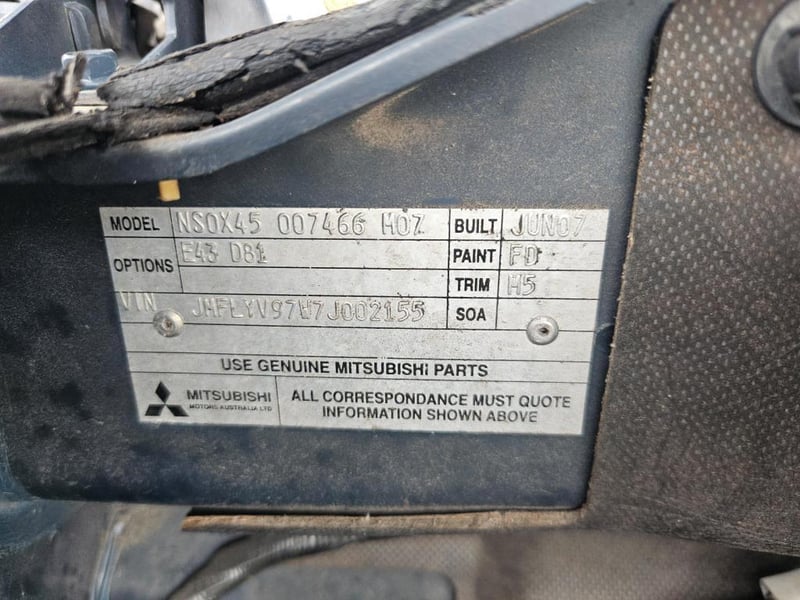 MODEL NS0X45 007466 M07 BUILT JUN07
OPTIONS E43 D81 PAINT FD
TRIM H5
VIN JMFLYV97W7J002155 SOA
USE GENUINE MITSUBISHI PARTS
MITSUBISHI
MOTORS AUSTRALIA LTD
ALL CORRESPONDANCE MUST QUOTE
INFORMATION SHOWN ABOVE